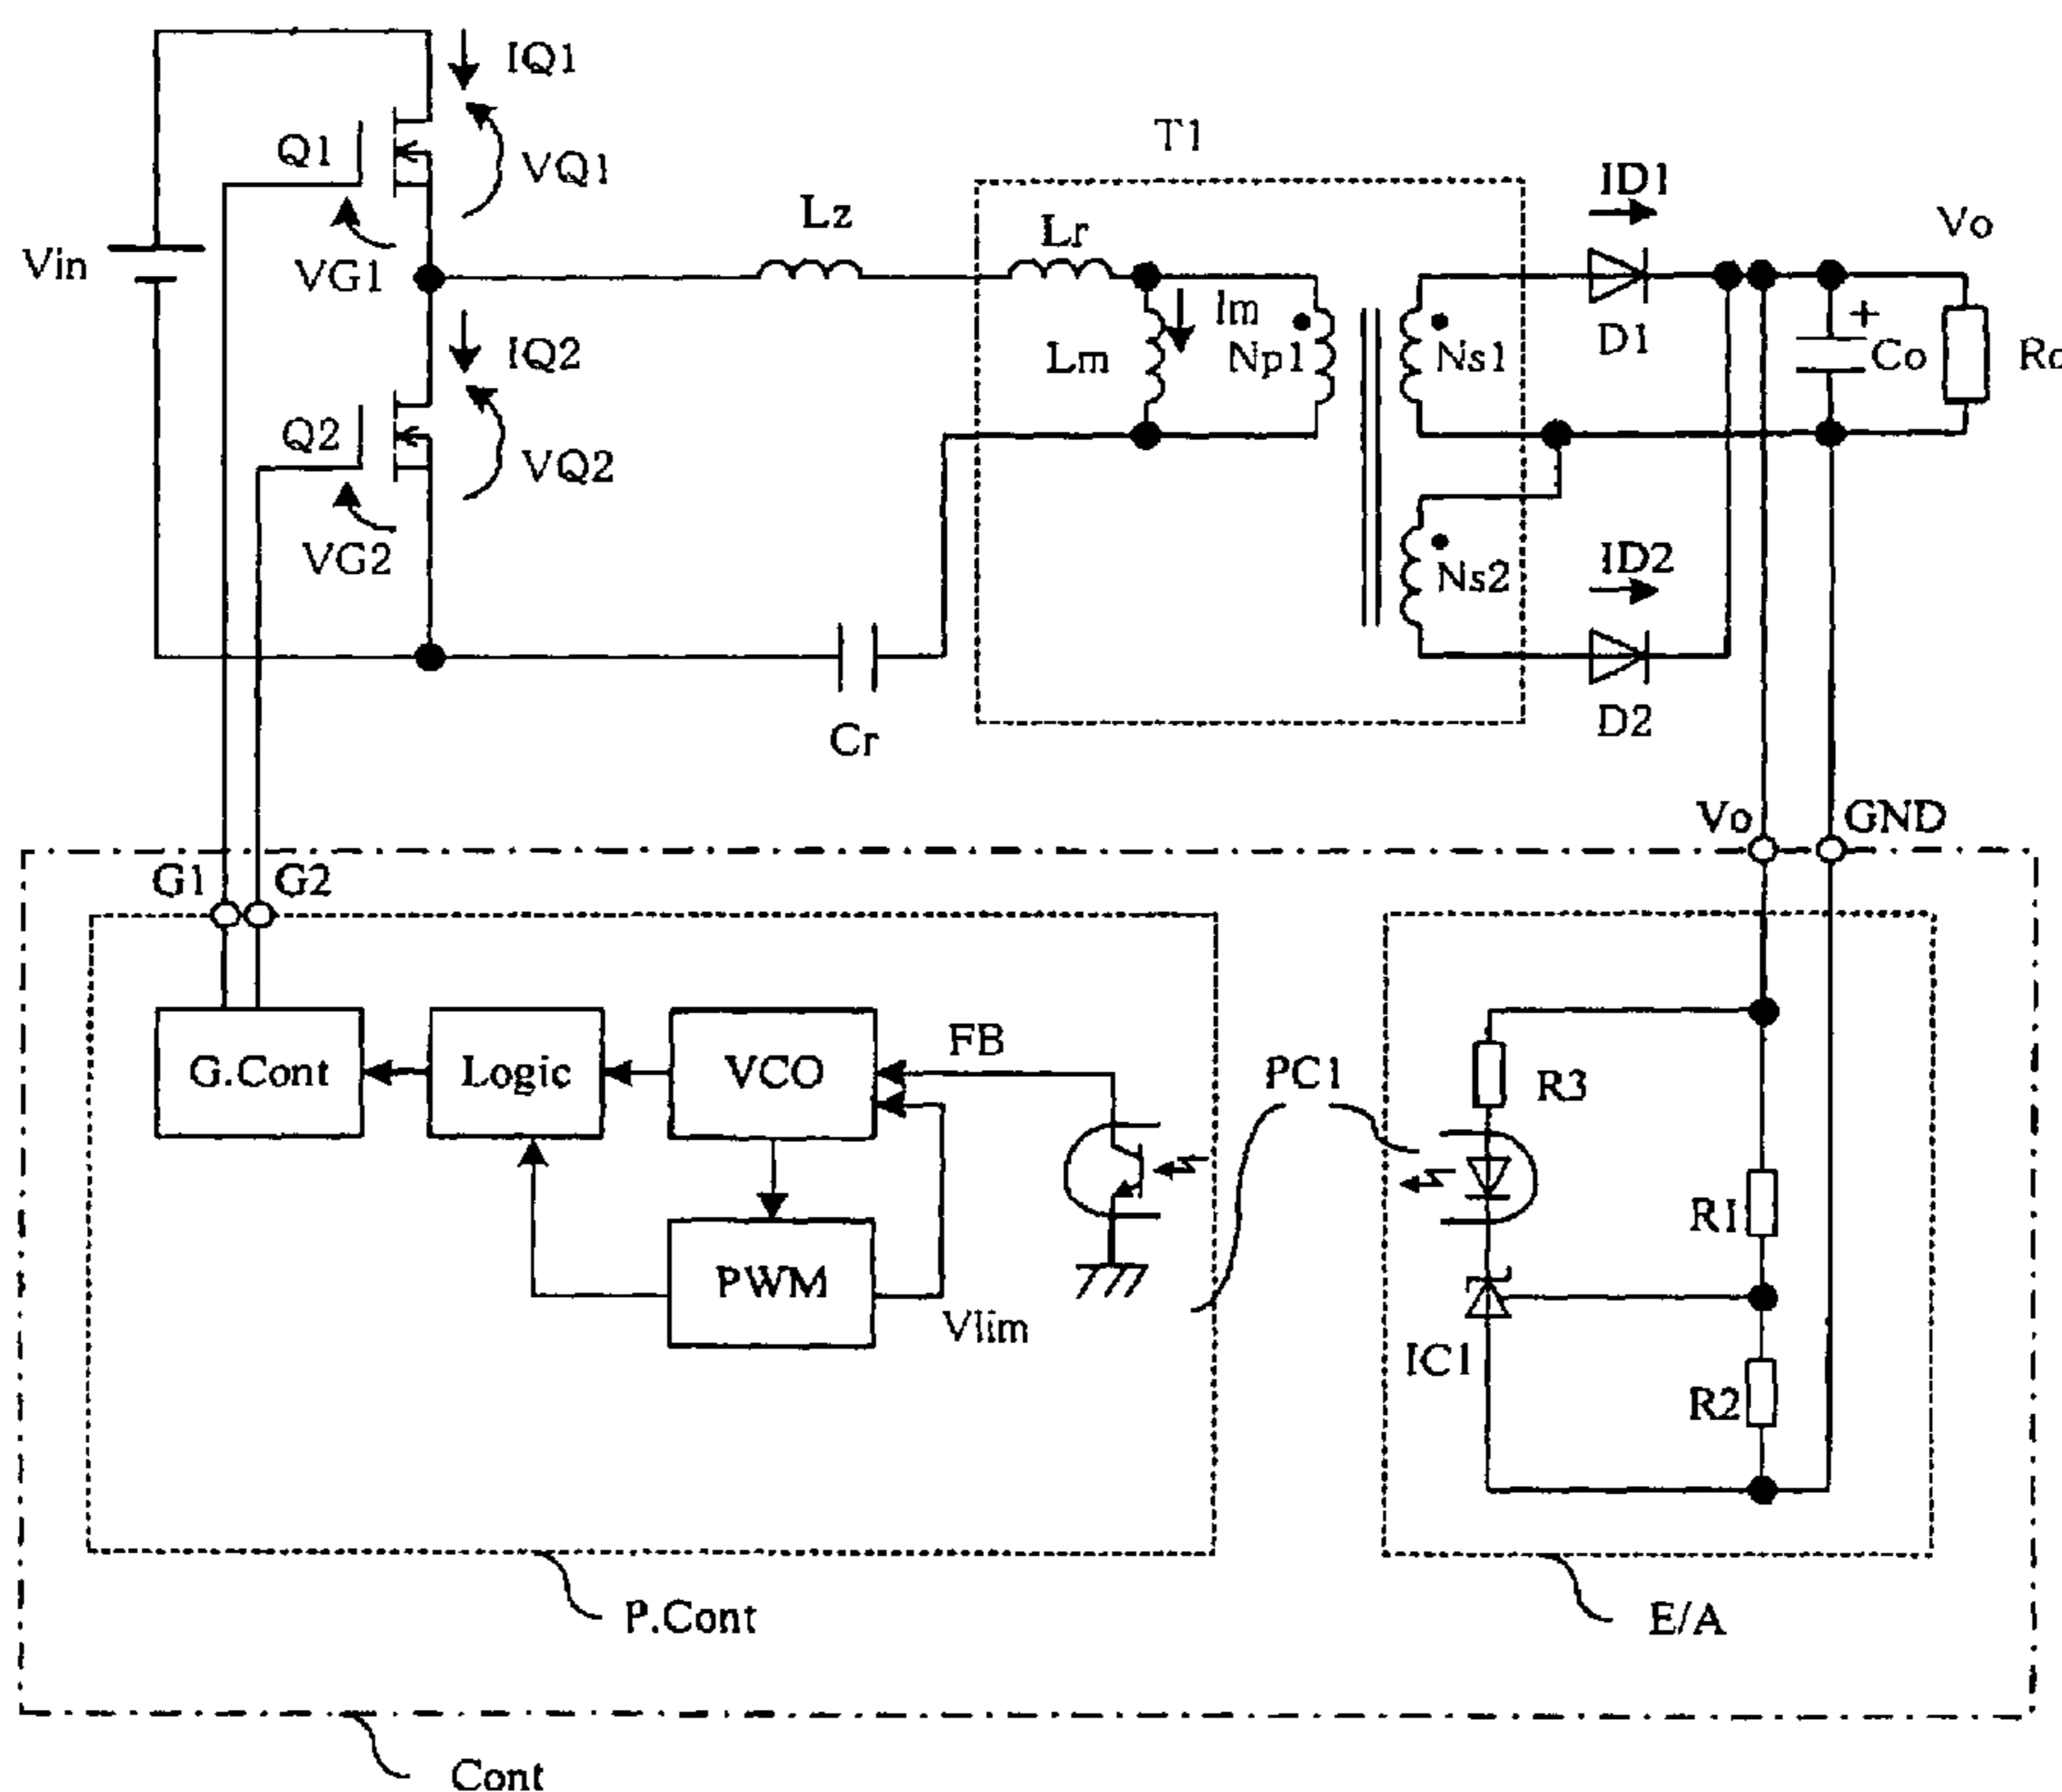 IQ1
Q1
VQ1
T1
ID1
Lz
Lr
Vo
Vin
VG1
Im
D1
+
IQ2
Lm
Np1
Ns1
Co
Q2
VQ2
VG2
ID2
Ns2
D2
Cr
Vo
GND
G1
G2
FB
PC1
G.Cont
Logic
VCO
R3
R1
PWM
Vlim
IC1
R2
P.Cont
E/A
Cont